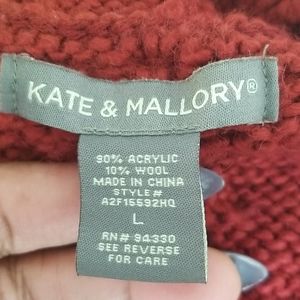 KATE & MALLORY®
90% ACRYLIC
10% WOOL
MADE IN CHINA
STYLE#
A2F15592HQ
L
RN# 94330
SEE REVERSE
FOR CARE